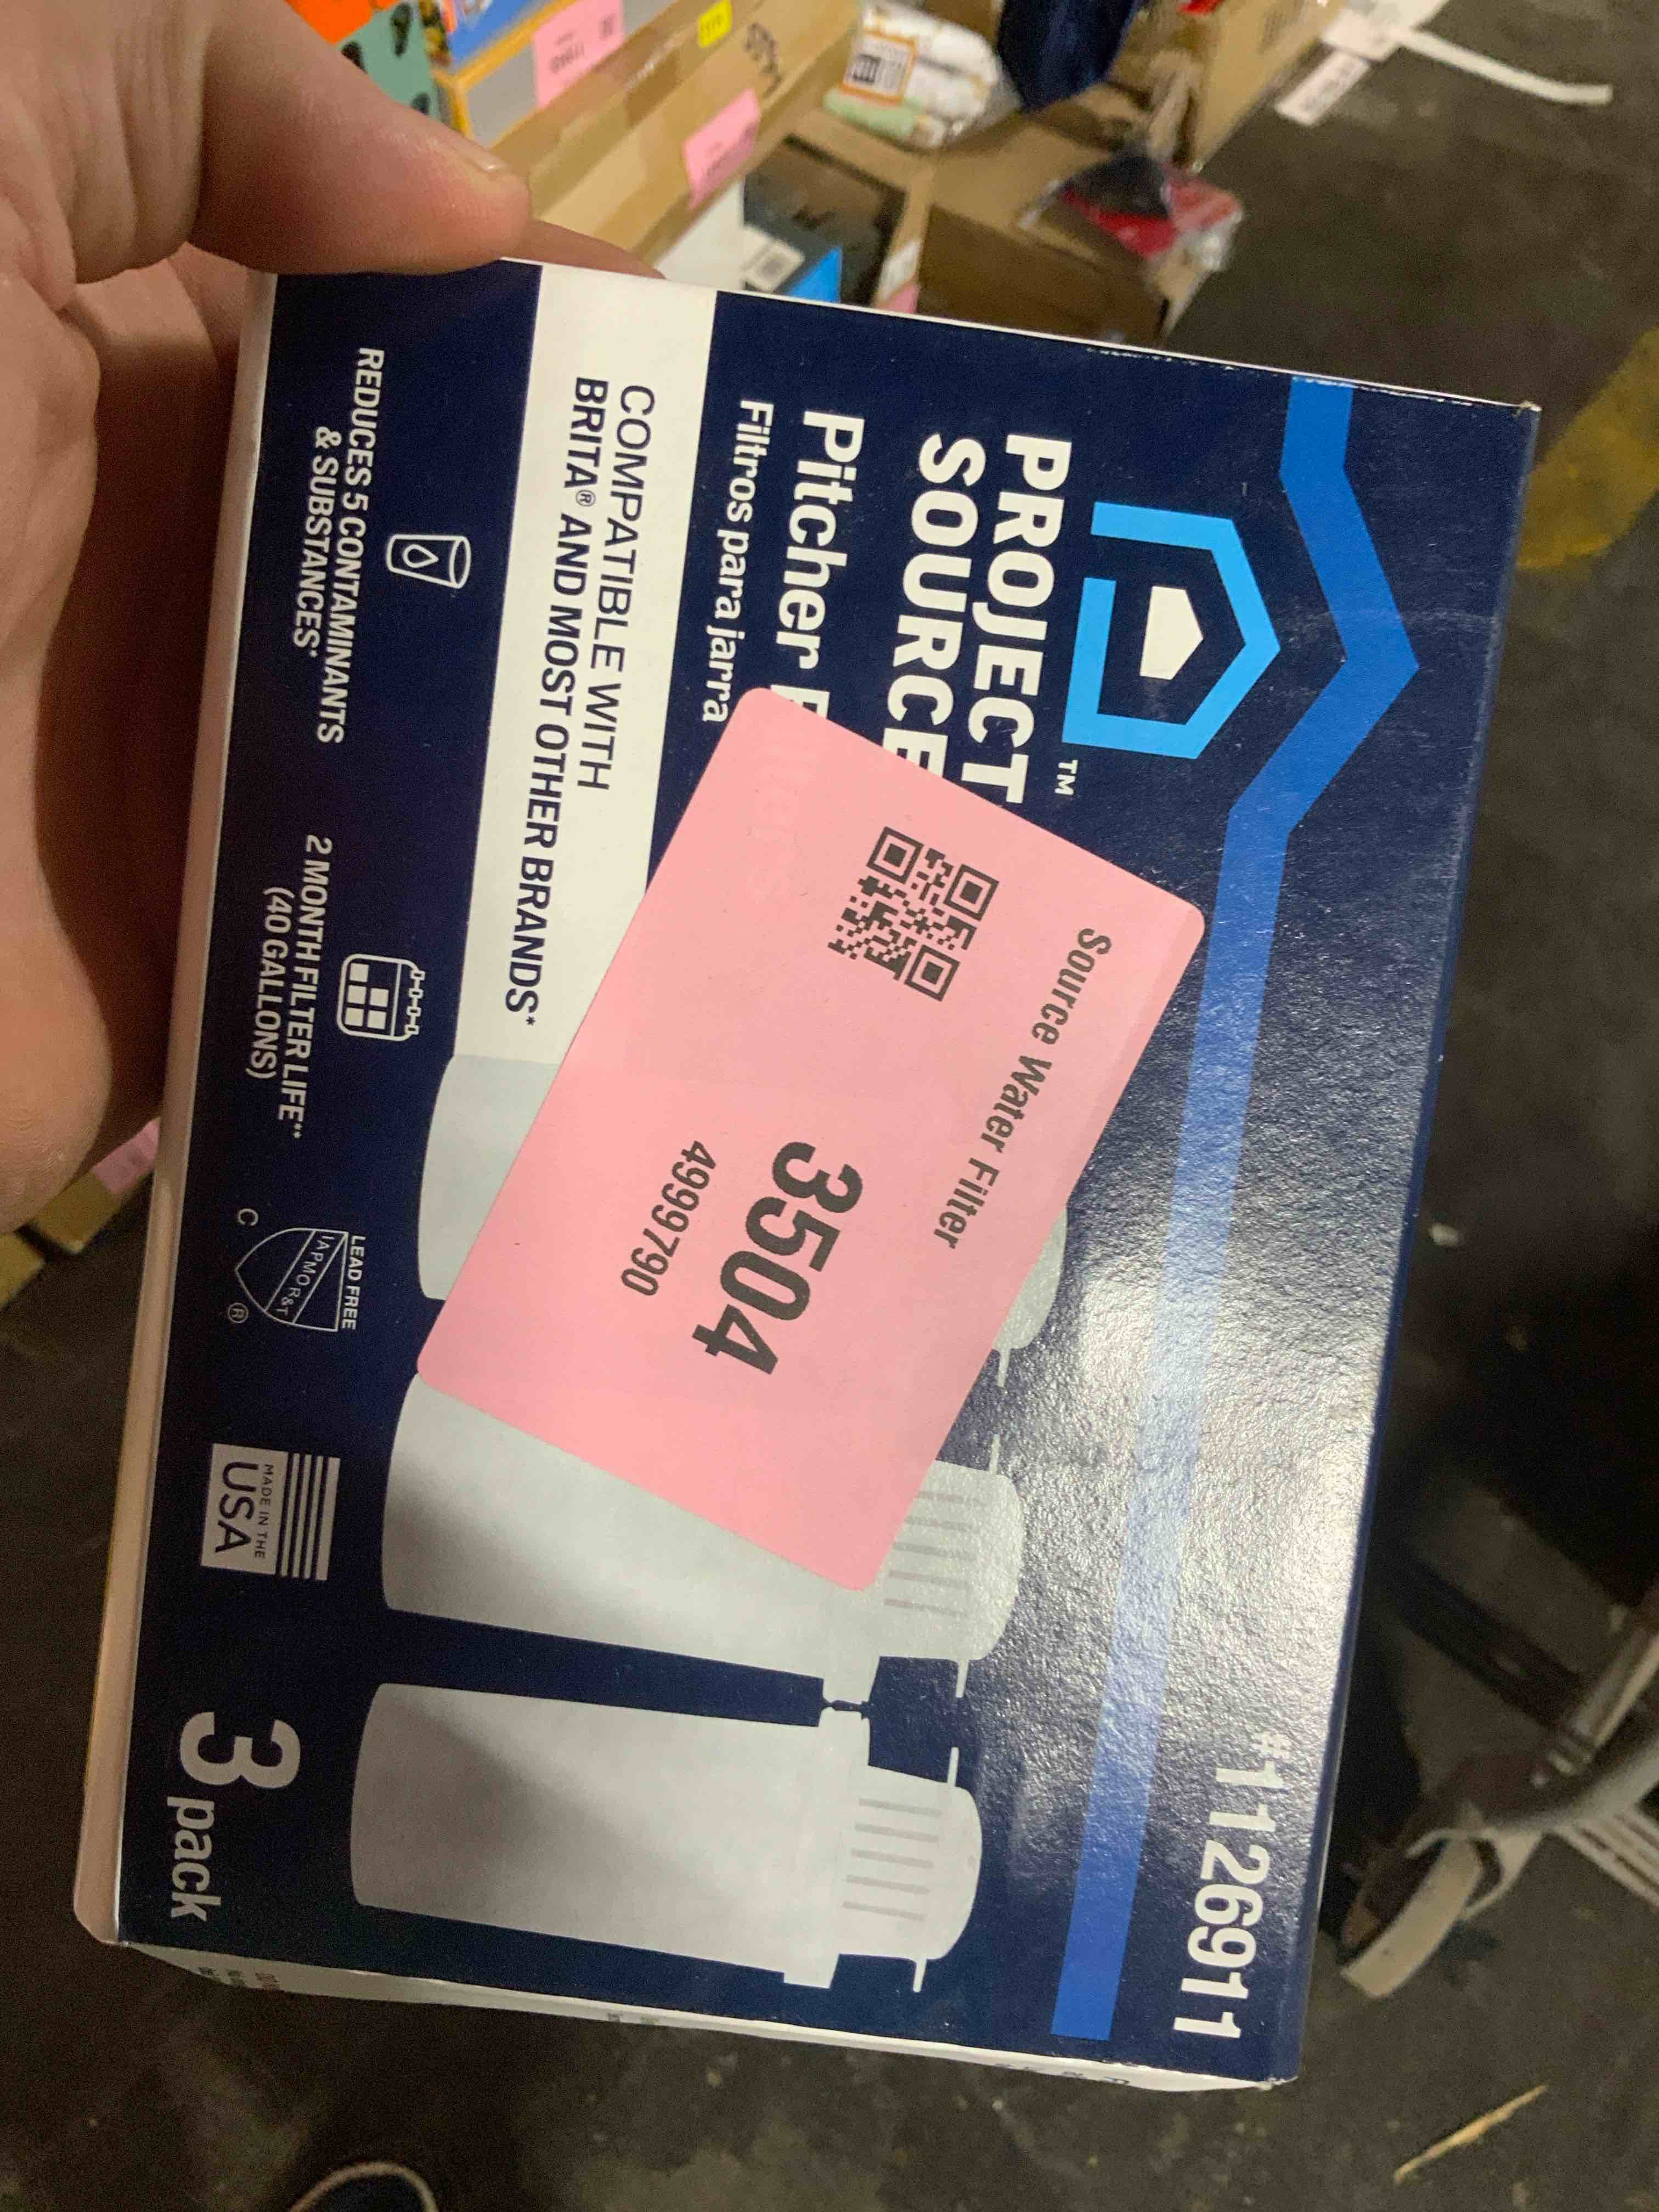 #1126911
PROJECT
SOURCE
TM
Pitcher
Filtros para jarra
COMPATIBLE WITH
BRITA® AND MOST OTHER BRANDS*
REDUCES 5 CONTAMINANTS
& SUBSTANCES*
2 MONTH FILTER LIFE**
(40 GALLONS)
LEAD FREE
IAPMO R&T
C
®
MADE IN THE
USA
3 pack
Source Water Filter
3504
4999790